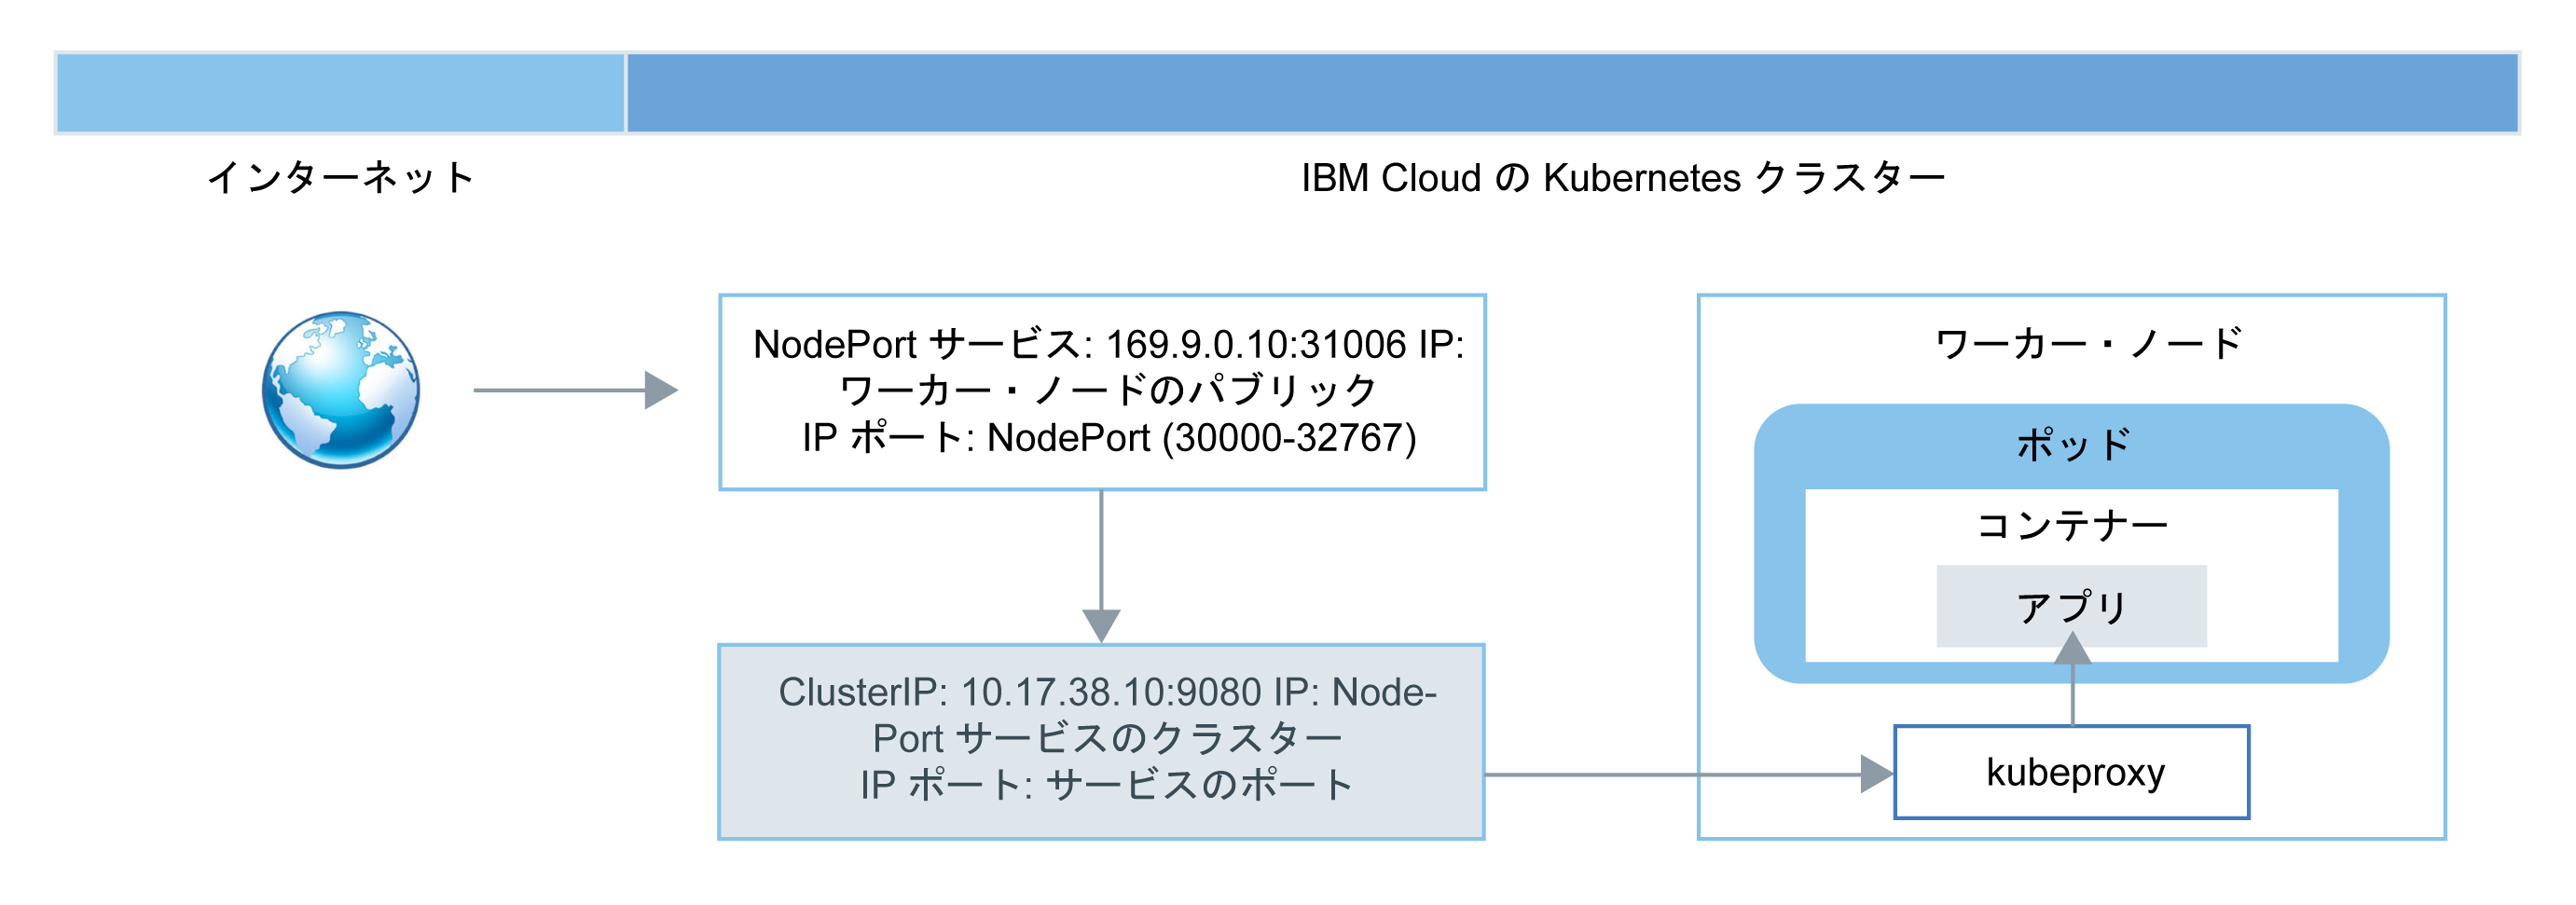 インターネット
IBM Cloud の Kubernetes クラスター
NodePort サービス: 169.9.0.10:31006 IP:
ワーカー・ノードのパブリック
IP ポート: NodePort (30000-32767)
ClusterIP: 10.17.38.10:9080 IP: Node-
Port サービスのクラスター
IP ポート: サービスのポート
ワーカー・ノード
ポッド
コンテナー
アプリ
kubeproxy